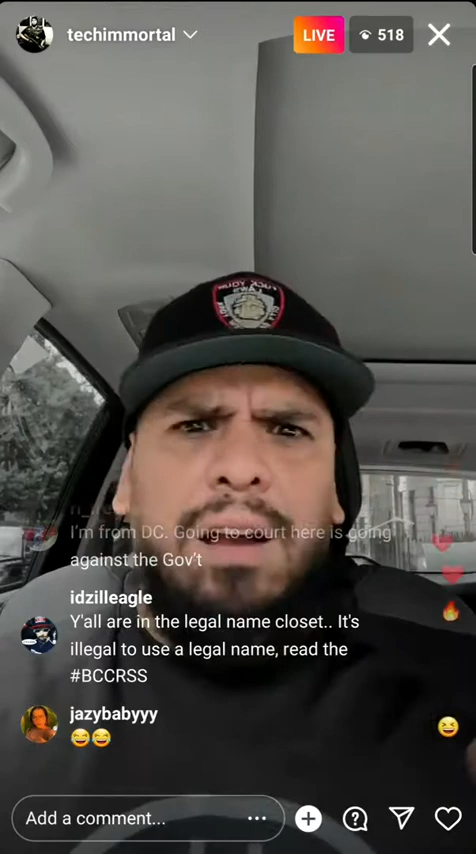 techimmortal
LIVE
518
I'm from DC. Going to court here is going
against the Gov't
idzilleagle
Y'all are in the legal name closet.. It's
illegal to use a legal name, read the
#BCCRSS
jazybabyyy
Add a comment...